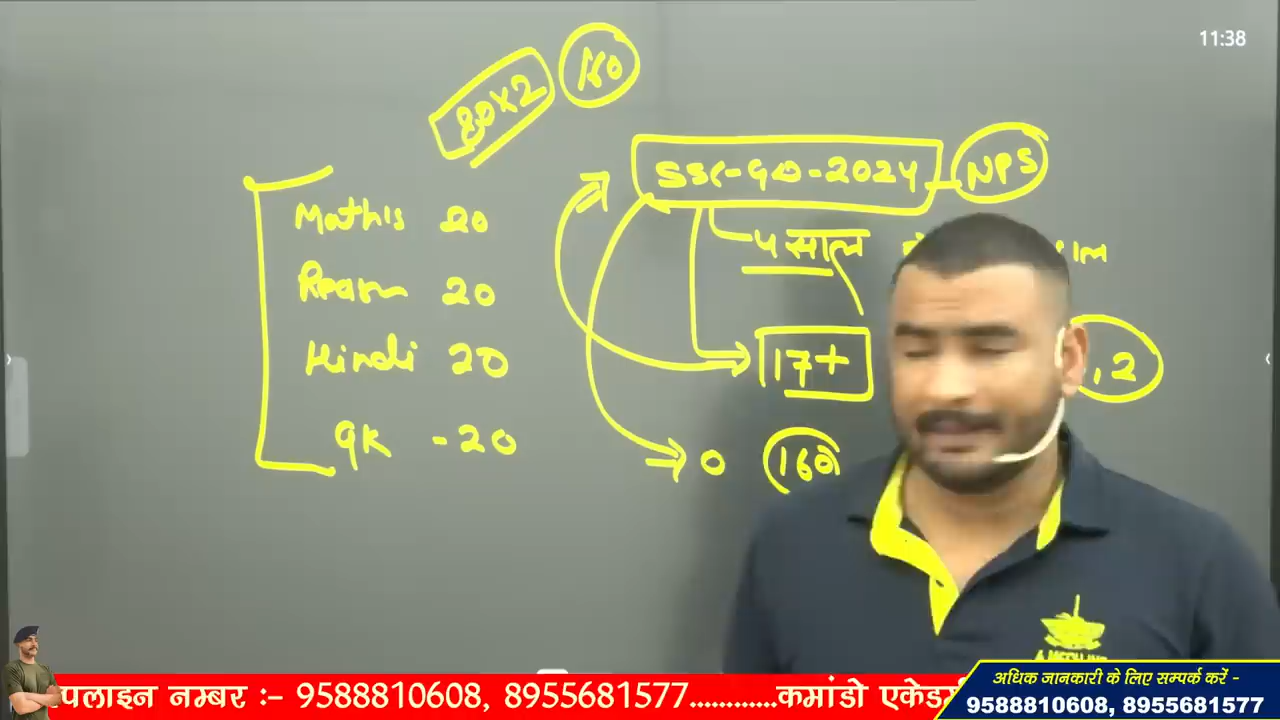 11:38
80×2 160
SSC-GD-2024 NPS
Maths 20
4 साल
Reason 20
17+
, 2
Hindi 20
GK - 20
0 160
अधिक जानकारी के लिए सम्पर्क करें -
9588810608, 8955681577
पलाइन नम्बर :- 9588810608, 8955681577............कमांडो एकेडमी